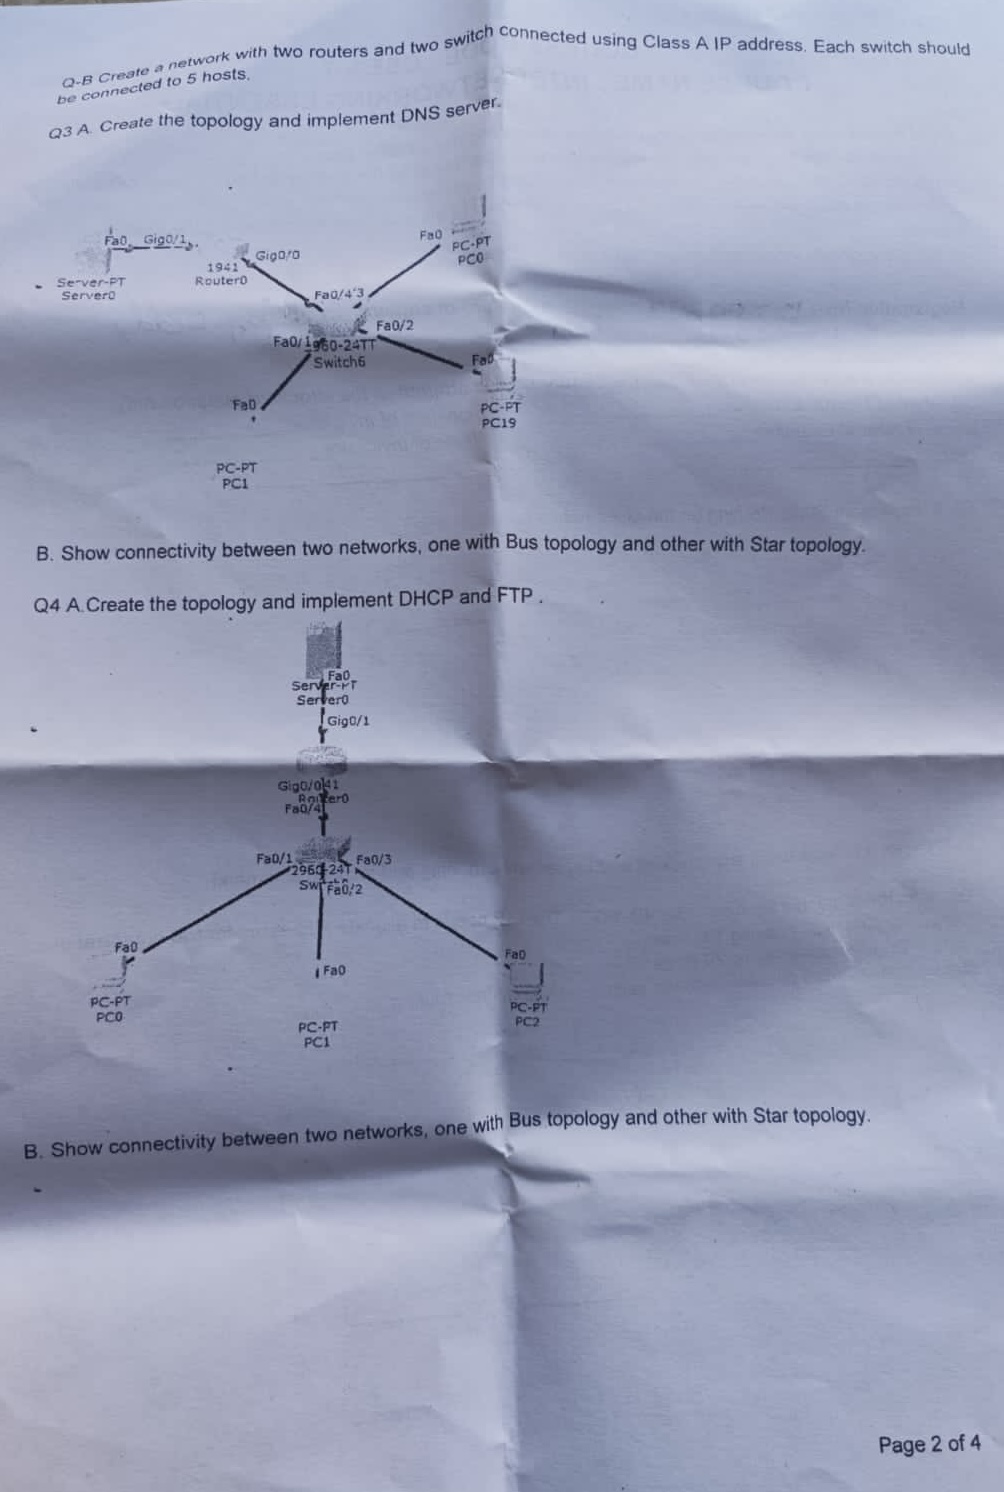 Q-B Create a network with two routers and two switch connected using Class A IP address. Each switch should
be connected to 5 hosts.
Q3 A. Create the topology and implement DNS server.
Fa0 Gig0/1
Server-PT
Server0
Gig0/0
1941
Router0
Fa0
PC-PT
PC0
Fa0/4 3
Fa0/2
Fa0/1 960-24TT
Switch6
Fa0
PC-PT
PC19
Fa0
PC-PT
PC1
B. Show connectivity between two networks, one with Bus topology and other with Star topology.
Q4 A.Create the topology and implement DHCP and FTP .
Fa0
Server-PT
Server0
Gig0/1
Gig0/0 41
Router0
Fa0/4
Fa0/1
Fa0/3
2960-24T
Sw Fa0/2
Fa0
PC-PT
PC0
Fa0
PC-PT
PC1
Fa0
PC-PT
PC2
B. Show connectivity between two networks, one with Bus topology and other with Star topology.
Page 2 of 4